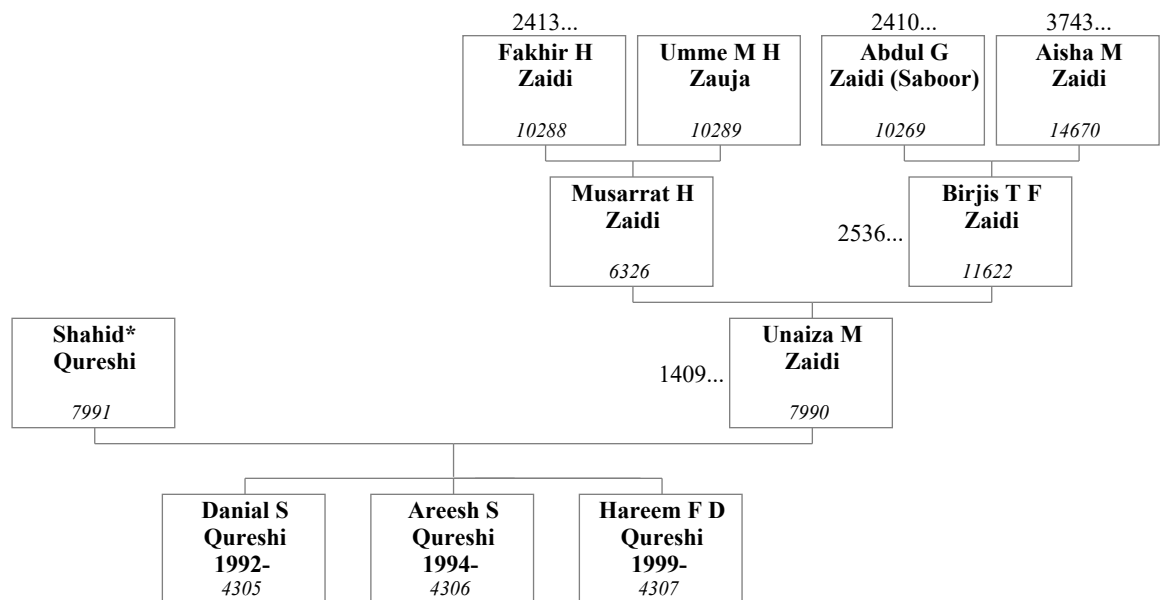 2413...
Fakhir H
Zaidi
10288
Umme M H
Zauja
10289
2410...
Abdul G
Zaidi (Saboor)
10269
3743...
Aisha M
Zaidi
14670
Musarrat H
Zaidi
6326
2536...
Birjis T F
Zaidi
11622
Shahid*
Qureshi
7991
1409...
Unaiza M
Zaidi
7990
Danial S
Qureshi
1992-
4305
Areesh S
Qureshi
1994-
4306
Hareem F D
Qureshi
1999-
4307